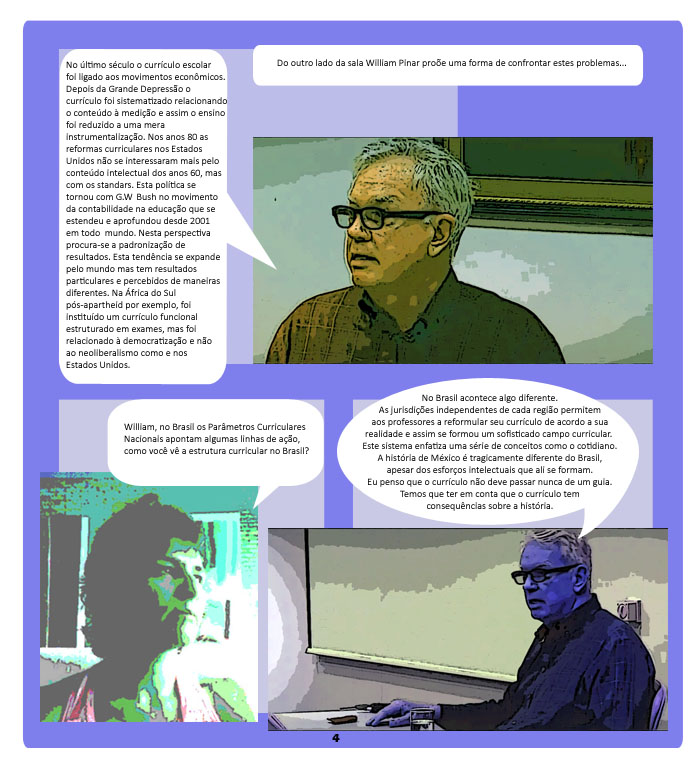 No último século o currículo escolar
foi ligado aos movimentos econômicos.
Depois da Grande Depressão o
currículo foi sistematizado relacionando
o conteúdo à medição e assim o ensino
foi reduzido a uma mera
instrumentalização. Nos anos 80 as
reformas curriculares nos Estados
Unidos não se interessaram mais pelo
conteúdo intelectual dos anos 60, mas
com os standars. Esta política se
tornou com G.W Bush no movimento
da contabilidade na educação que se
estendeu e aprofundou desde 2001
em todo mundo. Nesta perspectiva
procura-se a padronização de
resultados. Esta tendência se expande
pelo mundo mas tem resultados
particulares e percebidos de maneiras
diferentes. Na África do Sul
pós-apartheid por exemplo, foi
instituído um currículo funcional
estruturado em exames, mas foi
relacionado à democratização e não
ao neoliberalismo como e nos
Estados Unidos.
Do outro lado da sala William Pinar proõe uma forma de confrontar estes problemas...
William, no Brasil os Parâmetros Curriculares
Nacionais apontam algumas linhas de ação,
como você vê a estrutura curricular no Brasil?
No Brasil acontece algo diferente.
As jurisdições independentes de cada região permitem
aos professores a reformular seu currículo de acordo a sua
realidade e assim se formou um sofisticado campo curricular.
Este sistema enfatiza uma série de conceitos como o cotidiano.
A história de México é tragicamente diferente do Brasil,
apesar dos esforços intelectuais que ali se formam.
Eu penso que o currículo não deve passar nunca de um guia.
Temos que ter em conta que o currículo tem
consequências sobre a história.
4